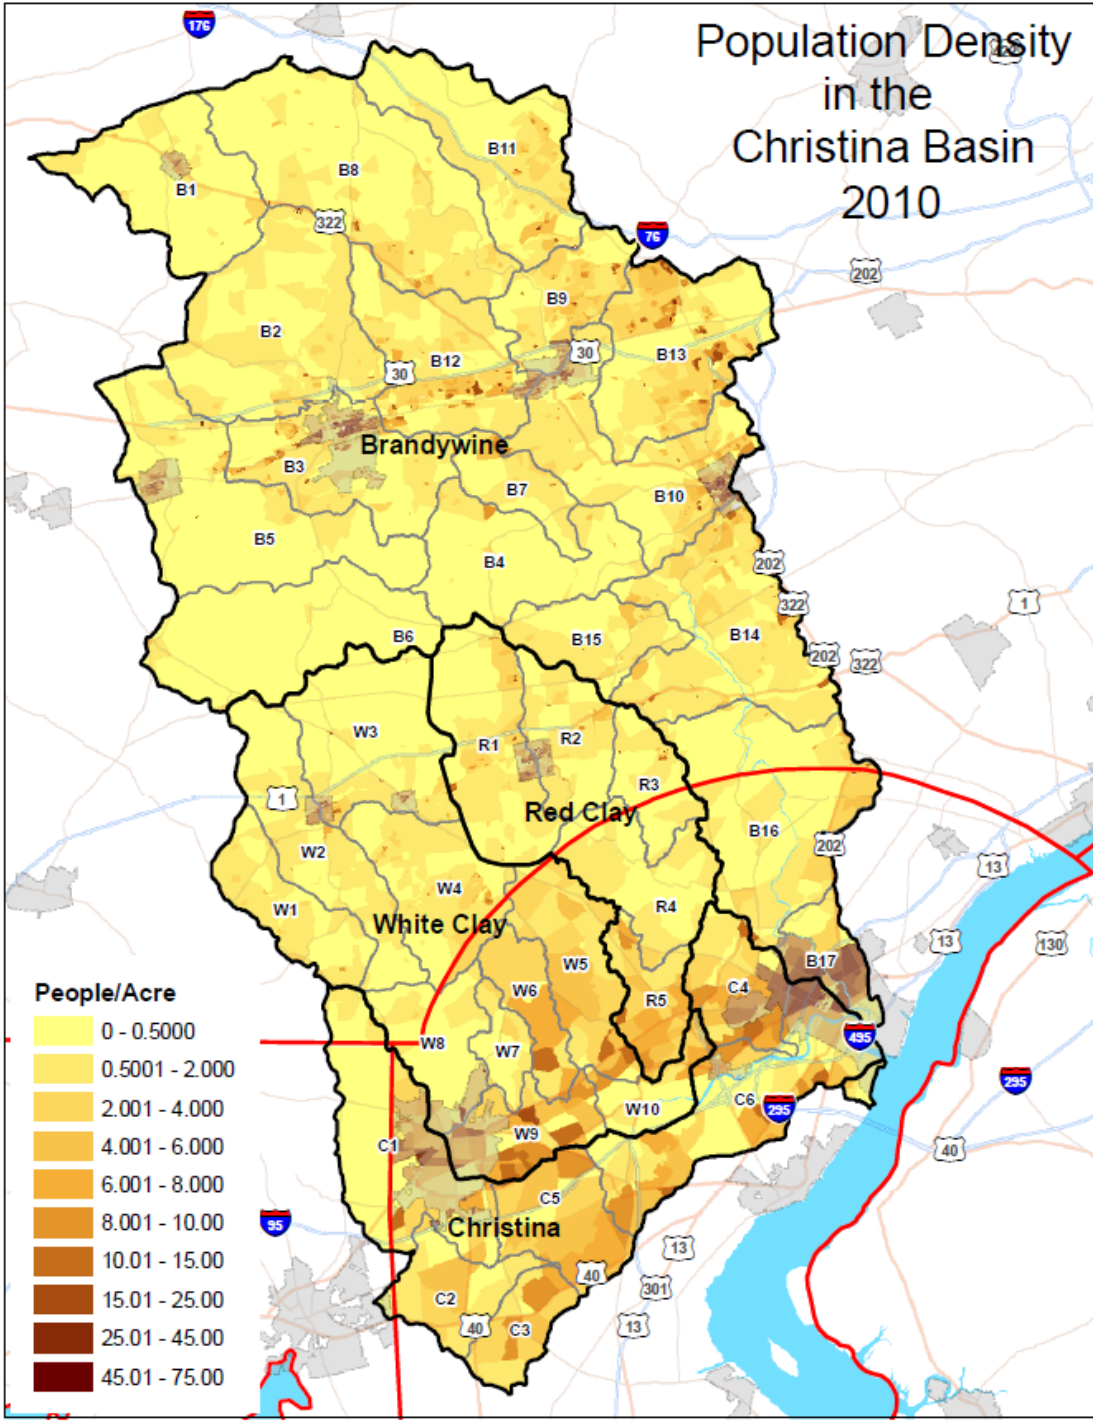 Population Density
in the
Christina Basin
2010
176
B11
B8
B1
322
76
202
B9
B2
B12
30
B13
30
Brandywine
B3
B7
B10
B5
B4
202
322
1
B6
B15
B14
202
322
W3
R1
R2
R3
1
Red Clay
B16
202
W2
13
W4
W1
White Clay
R4
13
130
W5
B17
W6
C4
R5
495
W8
W7
295
C6
295
W10
W9
C1
40
C5
95
Christina
13
40
301
C2
40
C3
13
People/Acre
0 - 0.5000
0.5001 - 2.000
2.001 - 4.000
4.001 - 6.000
6.001 - 8.000
8.001 - 10.00
10.01 - 15.00
15.01 - 25.00
25.01 - 45.00
45.01 - 75.00